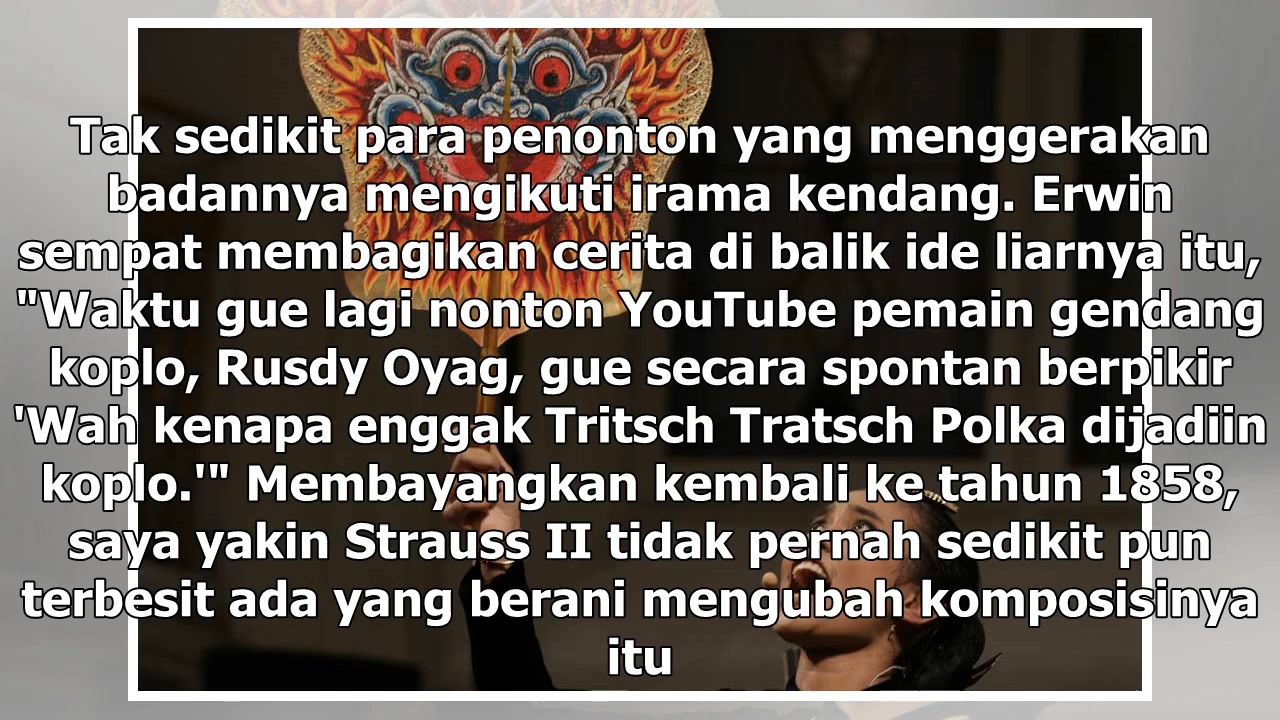 Tak sedikit para penonton yang menggerakan
badannya mengikuti irama kendang. Erwin
sempat membagikan cerita di balik ide liarnya itu,
"Waktu gue lagi nonton YouTube pemain gendang
koplo, Rusdy Oyag, gue secara spontan berpikir
'Wah kenapa enggak Tritsch Tratsch Polka dijadiin
koplo.'" Membayangkan kembali ke tahun 1858,
saya yakin Strauss II tidak pernah sedikit pun
terbesit ada yang berani mengubah komposisinya
itu